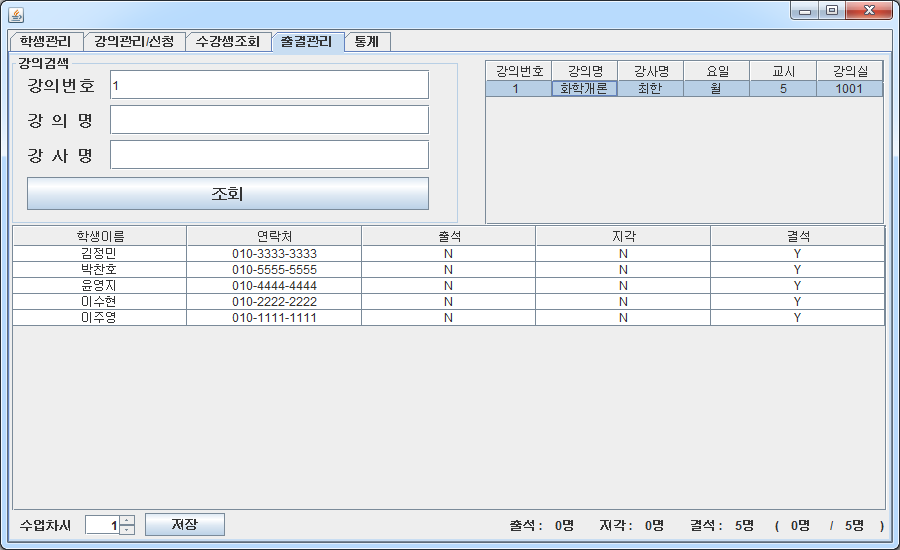 학생관리 강의관리/신청 수강생조회 출결관리 통계
강의검색
강의번호 1
강 의 명
강 사 명
조회
강의번호 강의명 강사명 요일 교시 강의실
1 화학개론 최한 월 5 1001
학생이름 연락처 출석 지각 결석
김정민 010-3333-3333 N N Y
박찬호 010-5555-5555 N N Y
윤영지 010-4444-4444 N N Y
이수현 010-2222-2222 N N Y
이주영 010-1111-1111 N N Y
수업차시 1 저장 출석 : 0명 지각 : 0명 결석 : 5명 ( 0명 / 5명 )